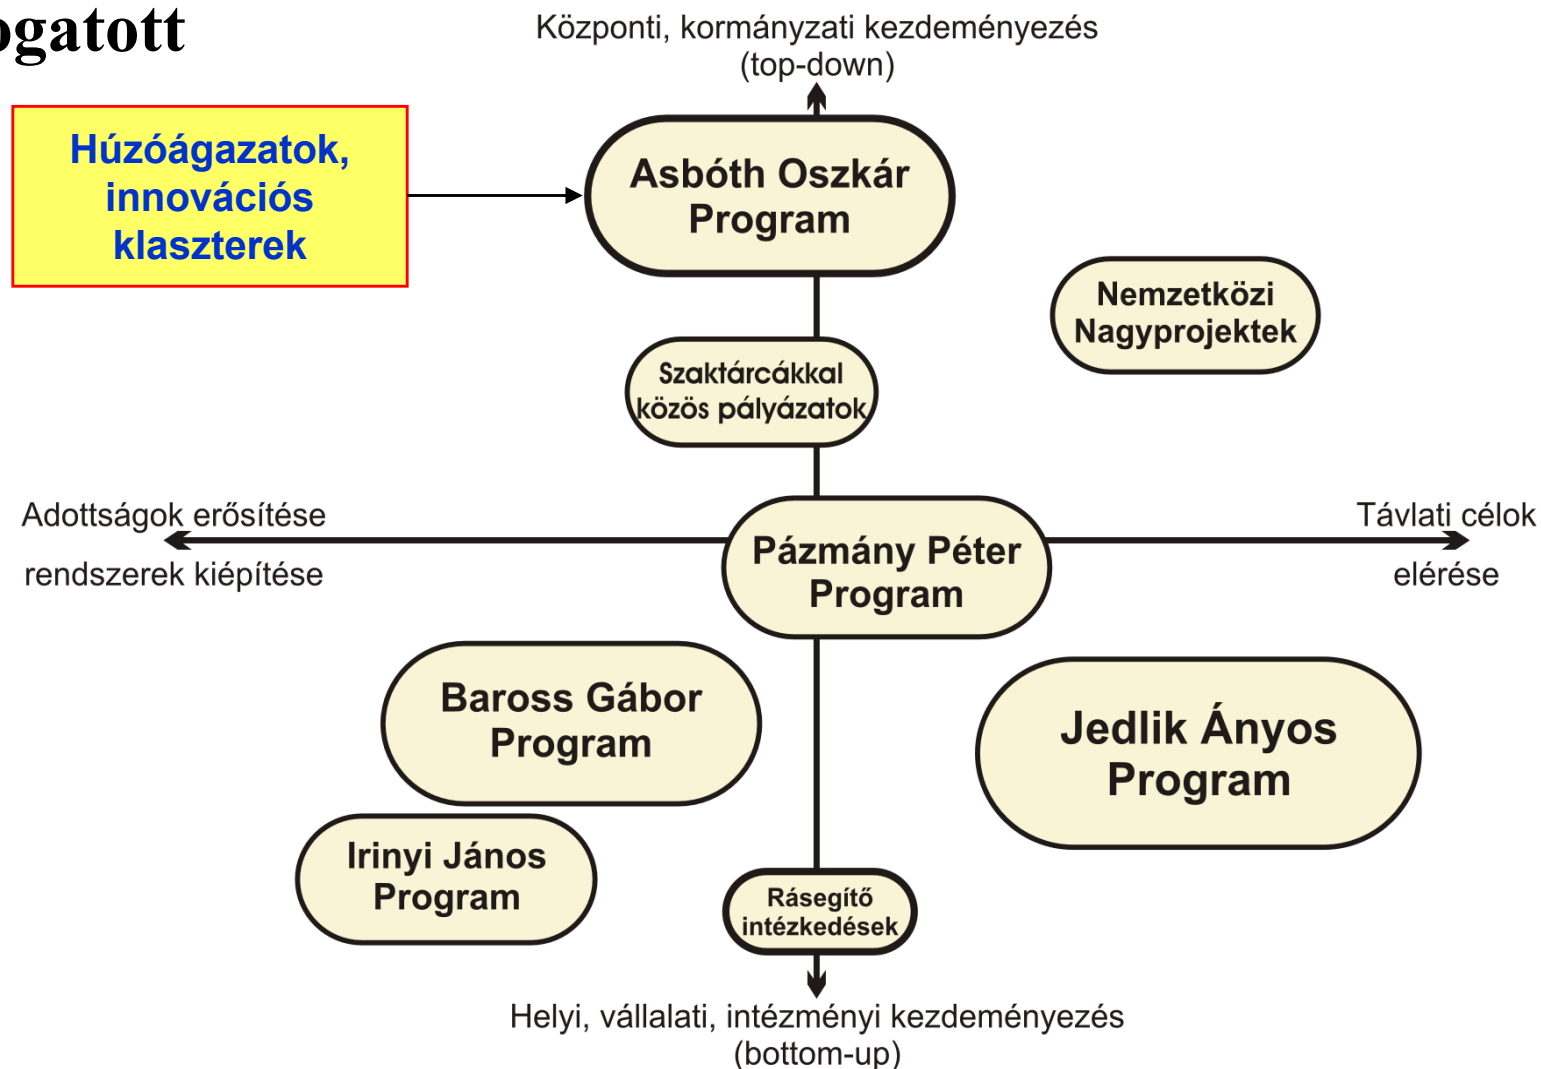 Központi, kormányzati kezdeményezés
(top-down)
Húzóágazatok,
innovációs
klaszterek
Asbóth Oszkár
Program
Nemzetközi
Nagyprojektek
Szaktárcákkal
közös pályázatok
Adottságok erősítése
rendszerek kiépítése
Távlati célok
elérése
Pázmány Péter
Program
Baross Gábor
Program
Jedlik Ányos
Program
Irinyi János
Program
Rásegítő
intézkedések
Helyi, vállalati, intézményi kezdeményezés
(bottom-up)